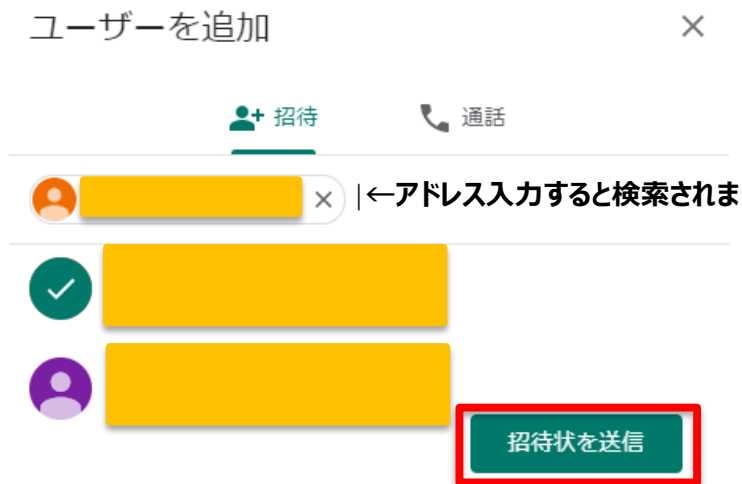 ユーザーを追加
招待
通話
|←アドレス入力すると検索されま
招待状を送信